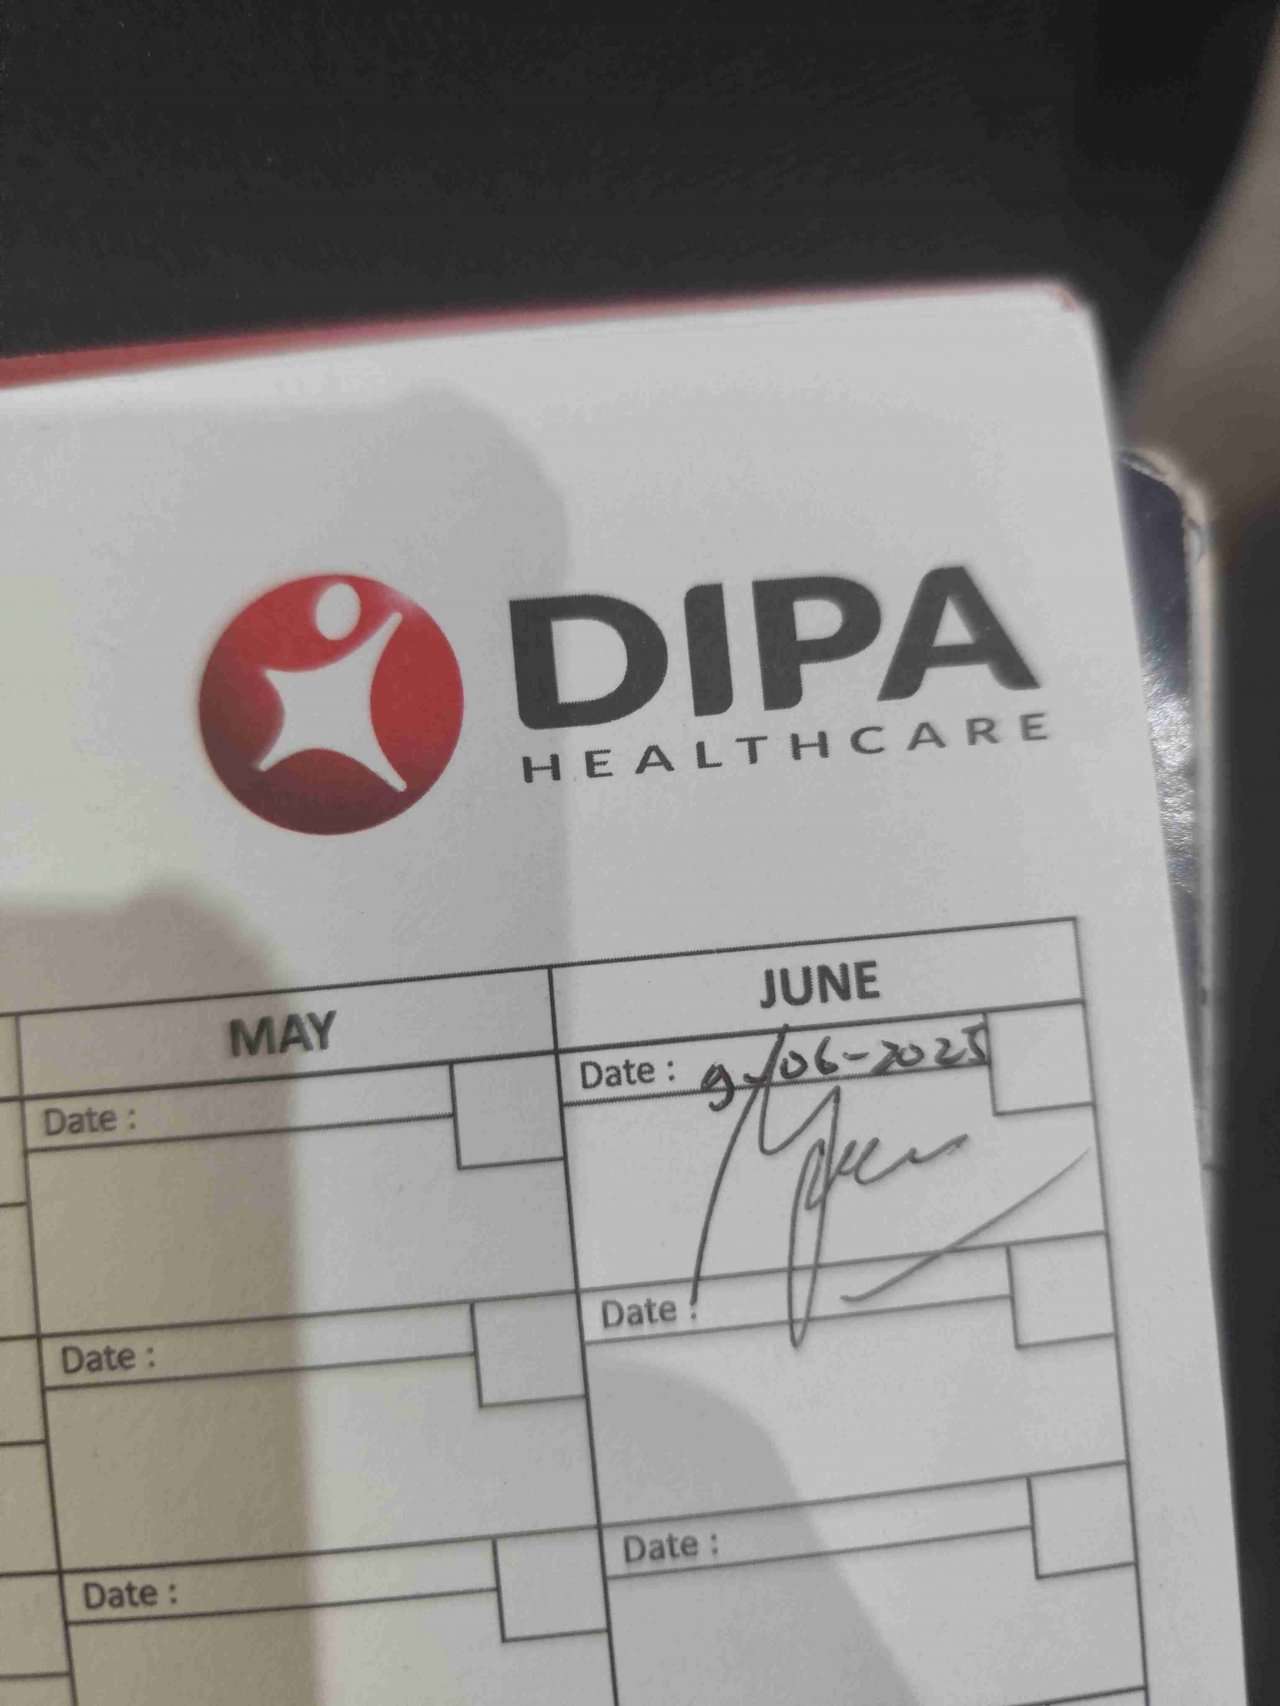 DIPA
HEALTHCARE
MAY
JUNE
Date :
Date : 9-06-2025
Date :
Date :
Date :
Date :